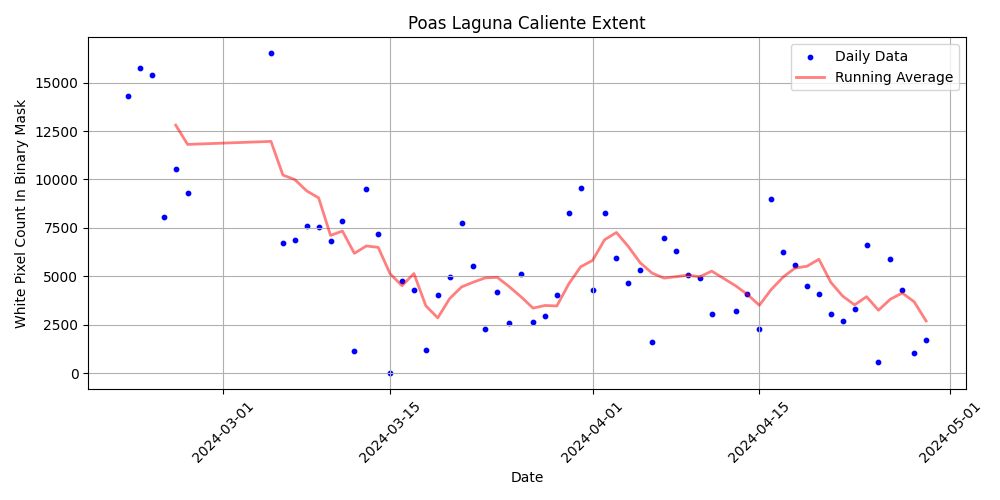 Poas Laguna Caliente Extent
Daily Data
Running Average
White Pixel Count In Binary Mask
15000
12500
10000
7500
5000
2500
0
2024-03-01
2024-03-15
2024-04-01
2024-04-15
2024-05-01
Date